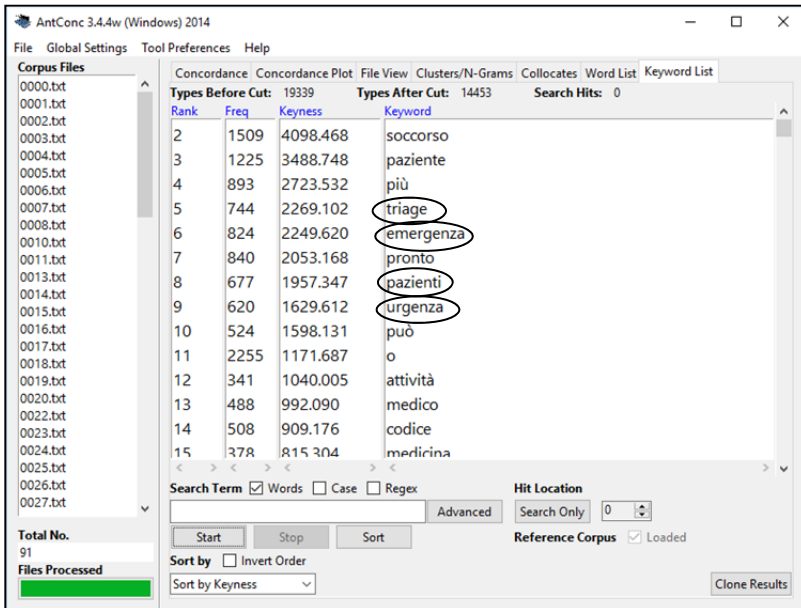 AntConc 3.4.4w (Windows) 2014
File Global Settings Tool Preferences Help
Corpus Files
0000.txt
0001.txt
0002.txt
0003.txt
0004.txt
0005.txt
0006.txt
0007.txt
0008.txt
0010.txt
0011.txt
0013.txt
0014.txt
0015.txt
0016.txt
0017.txt
0018.txt
0019.txt
0020.txt
0022.txt
0023.txt
0024.txt
0025.txt
0026.txt
0027.txt
Total No.
91
Files Processed
Concordance Concordance Plot File View Clusters/N-Grams Collocates Word List Keyword List
Types Before Cut: 19339 Types After Cut: 14453 Search Hits: 0
Rank Freq Keyness Keyword
2 1509 4098.468 soccorso
3 1225 3488.748 paziente
4 893 2723.532 più
5 744 2269.102 triage
6 824 2249.620 emergenza
7 840 2053.168 pronto
8 677 1957.347 pazienti
9 620 1629.612 urgenza
10 524 1598.131 può
11 2255 1171.687 o
12 341 1040.005 attività
13 488 992.090 medico
14 508 909.176 codice
15 378 815.304 medicina
Search Term Words Case Regex Hit Location
Advanced Search Only 0
Start Stop Sort Reference Corpus Loaded
Sort by Invert Order
Sort by Keyness Clone Results